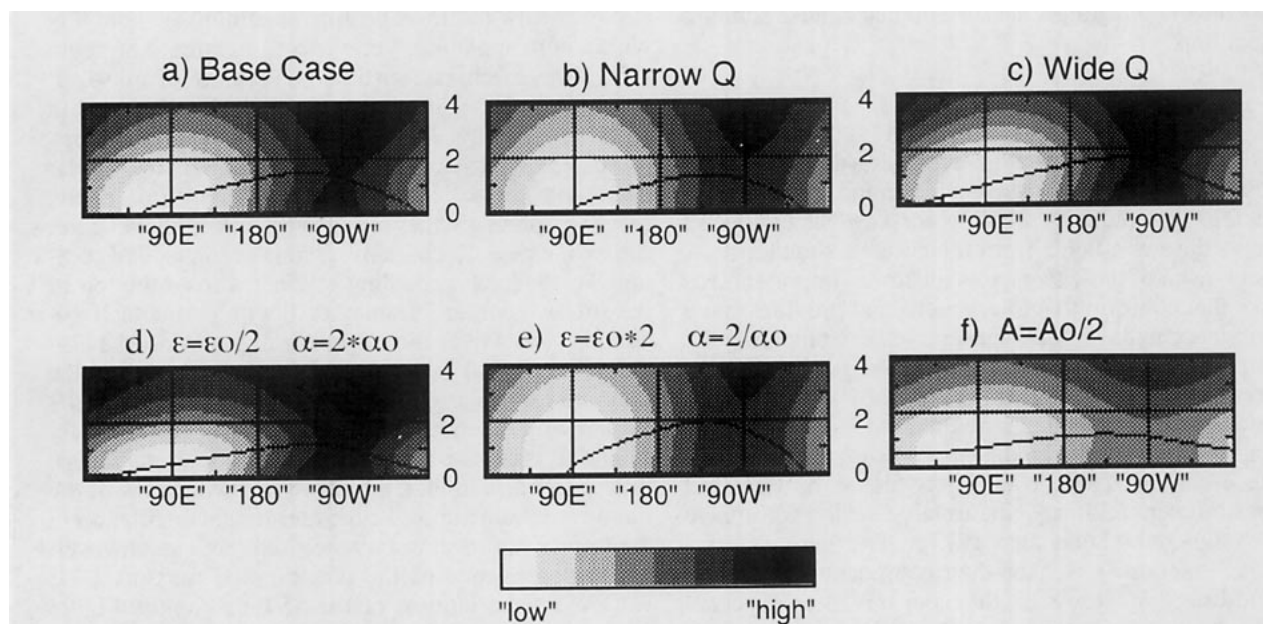 a) Base Case
b) Narrow Q
c) Wide Q
4
2
0
4
2
0
"90E" "180" "90W"
"90E" "180" "90W"
"90E" "180" "90W"
d) ε=εo/2 α=2*αo
e) ε=εo*2 α=2/αo
f) A=Ao/2
4
2
0
4
2
0
"90E" "180" "90W"
"90E" "180" "90W"
"90E" "180" "90W"
"low" "high"